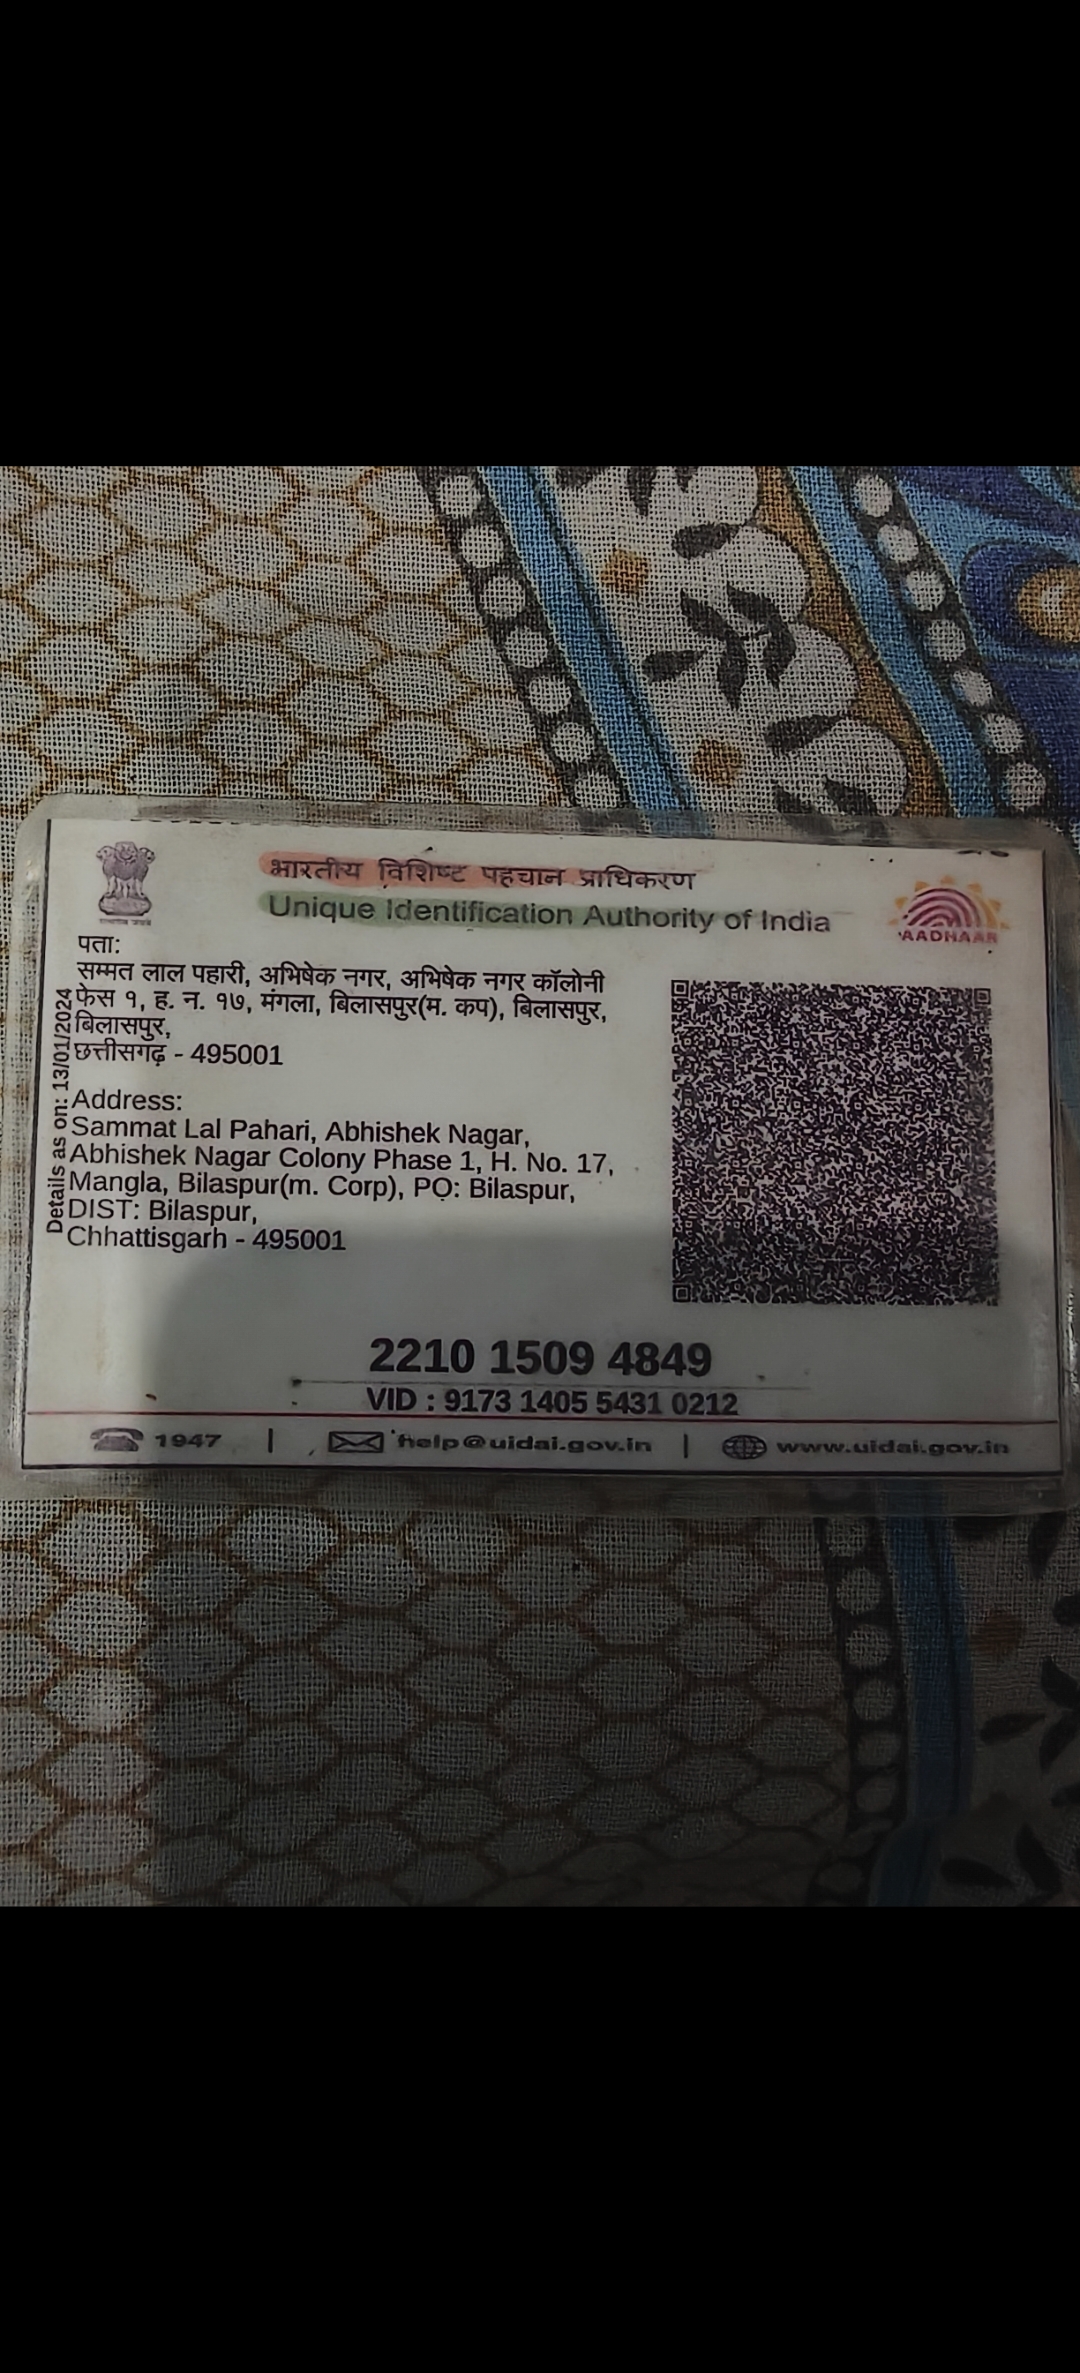 भारतीय विशिष्ट पहचान प्राधिकरण
Unique Identification Authority of India
AADHAAR
पता:
सम्मत लाल पहारी, अभिषेक नगर, अभिषेक नगर कॉलोनी
फेस १, ह. न. १७, मंगला, बिलासपुर(म. कप), बिलासपुर,
बिलासपुर,
छत्तीसगढ़ - 495001
Details as on: 13/01/2024
Address:
Sammat Lal Pahari, Abhishek Nagar,
Abhishek Nagar Colony Phase 1, H. No. 17,
Mangla, Bilaspur(m. Corp), PO: Bilaspur,
DIST: Bilaspur,
Chhattisgarh - 495001
2210 1509 4849
VID : 9173 1405 5431 0212
1947 | help@uidai.gov.in | www.uidai.gov.in